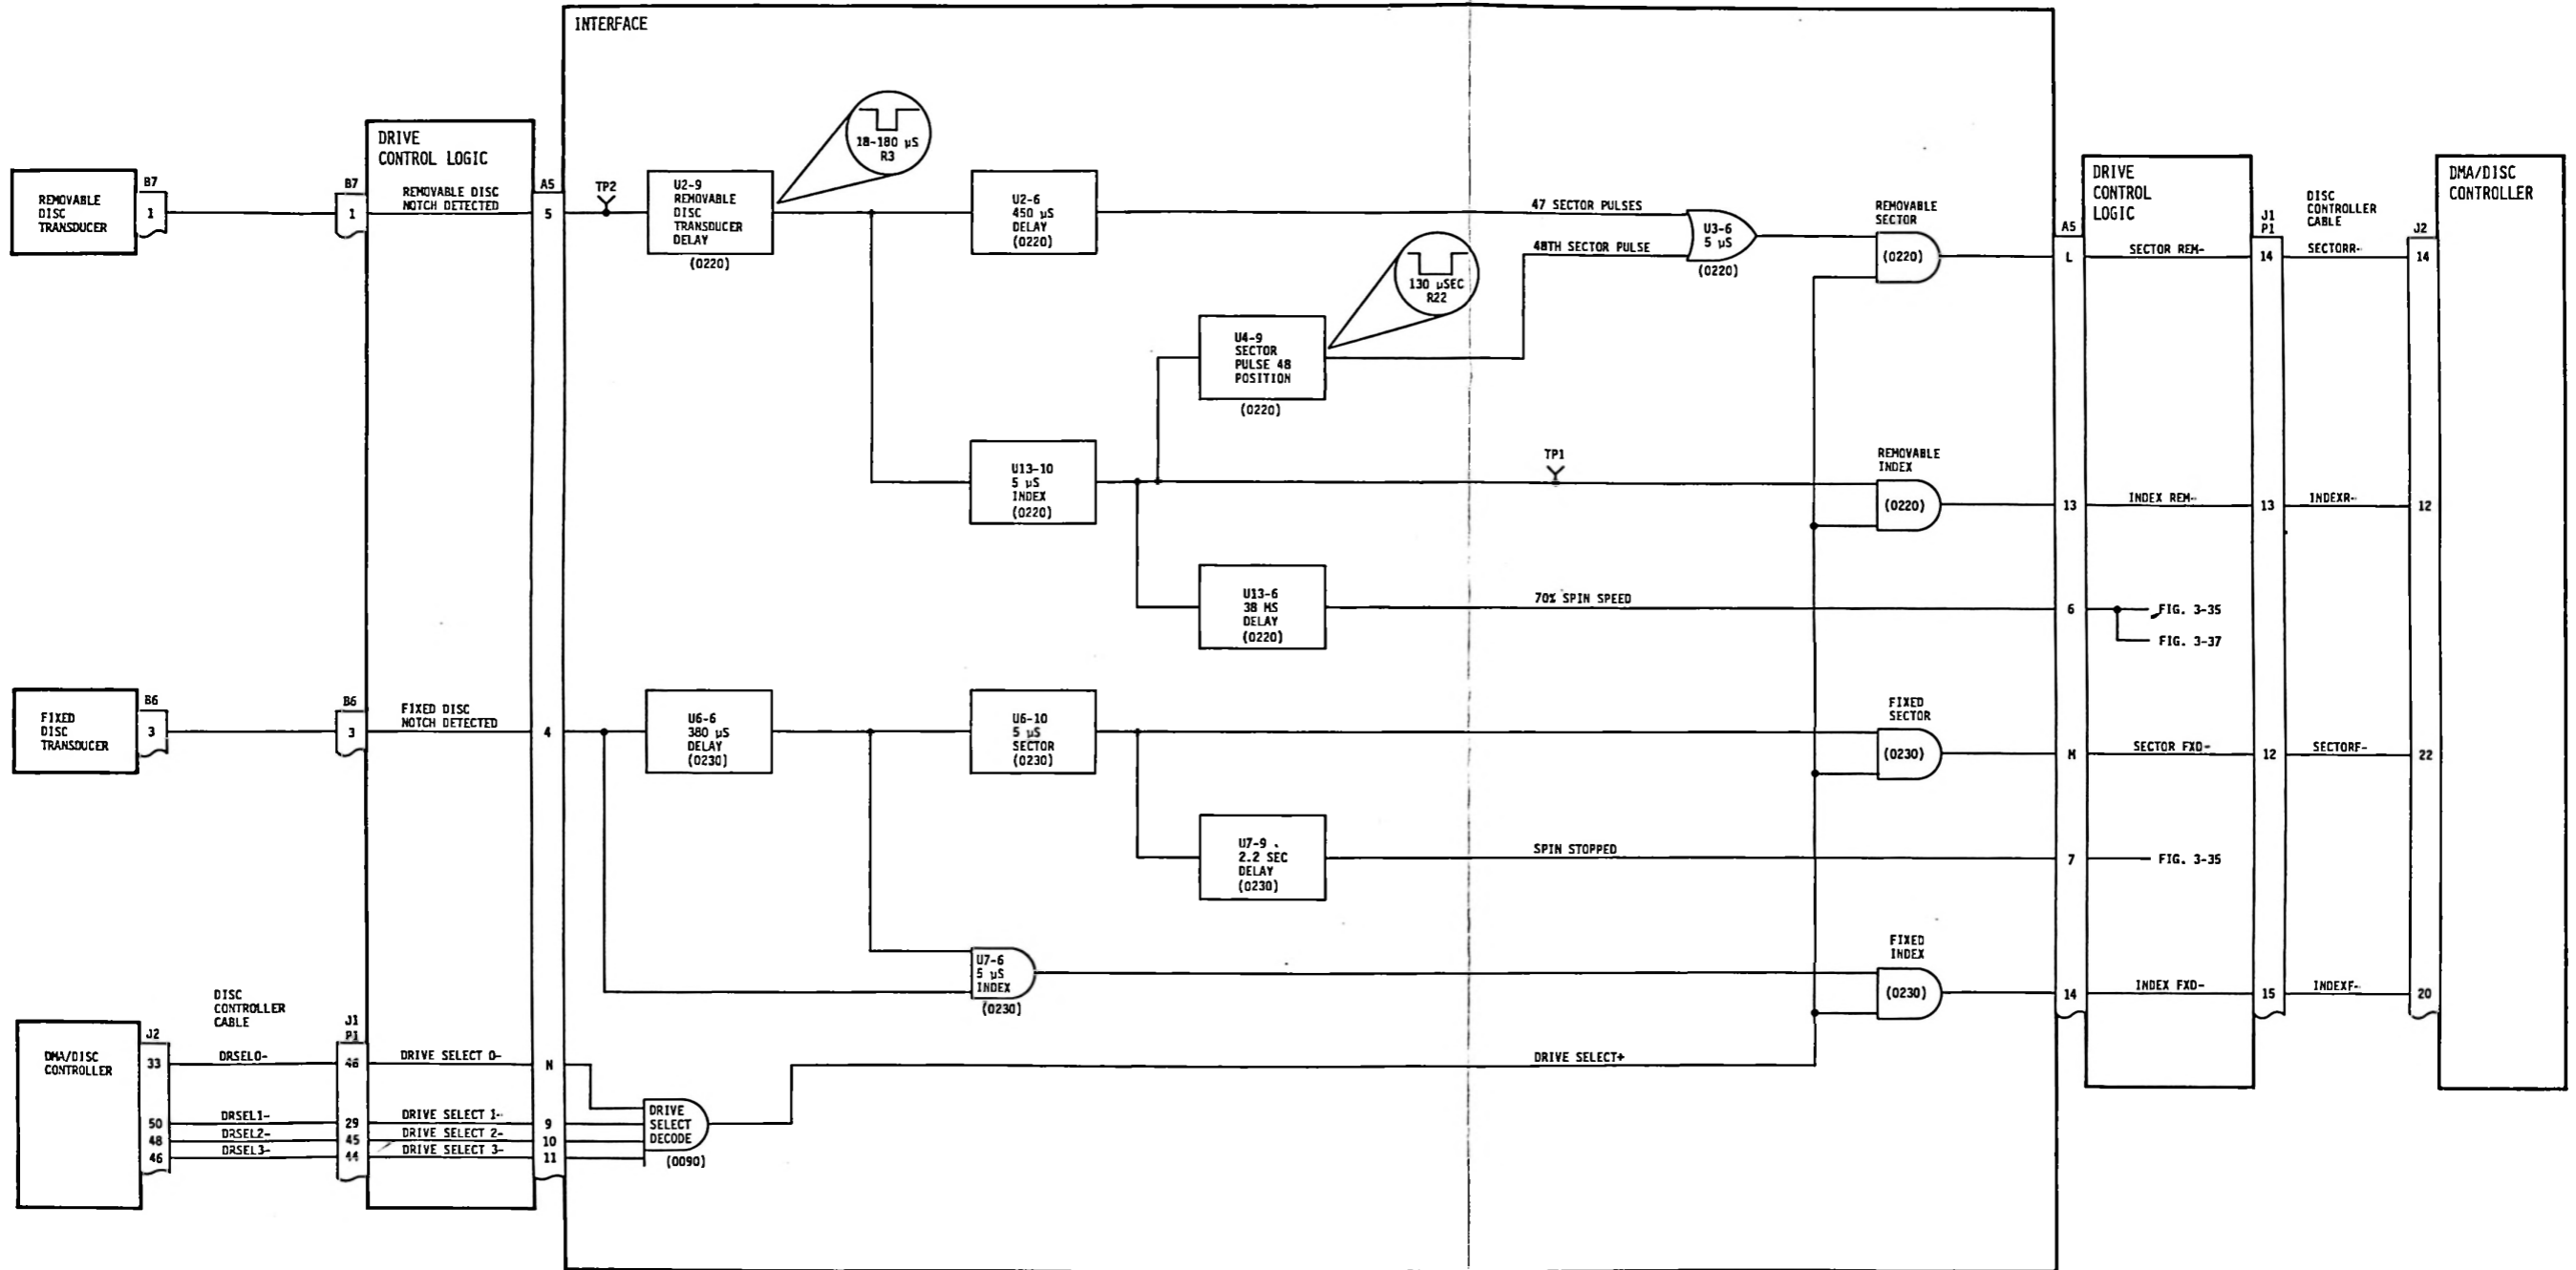 INTERFACE
DRIVE
CONTROL LOGIC
18-180 µS
R3
REMOVABLE
DISC
TRANSDUCER
B7
1
B7
1
REMOVABLE DISC
NOTCH DETECTED
A5
5
TP2
U2-9
REMOVABLE
DISC
TRANSDUCER
DELAY
(0220)
U2-6
450 µS
DELAY
(0220)
47 SECTOR PULSES
48TH SECTOR PULSE
U3-6
5 µS
(0220)
REMOVABLE
SECTOR
(0220)
A5
L
DRIVE
CONTROL
LOGIC
SECTOR REM-
J1
P1
14
DISC
CONTROLLER
CABLE
SECTORR-
J2
14
DMA/DISC
CONTROLLER
130 µSEC
R22
U4-9
SECTOR
PULSE 48
POSITION
(0220)
U13-10
5 µS
INDEX
(0220)
TP1
REMOVABLE
INDEX
(0220)
13
INDEX REM-
13
INDEXR-
12
U13-6
38 MS
DELAY
(0220)
70% SPIN SPEED
6
FIG. 3-35
FIG. 3-37
FIXED
DISC
TRANSDUCER
B6
3
B6
3
FIXED DISC
NOTCH DETECTED
4
U6-6
380 µS
DELAY
(0230)
U6-10
5 µS
SECTOR
(0230)
FIXED
SECTOR
(0230)
M
SECTOR FXD-
12
SECTORF-
22
U7-9
2.2 SEC
DELAY
(0230)
SPIN STOPPED
7
FIG. 3-35
U7-6
5 µS
INDEX
(0230)
FIXED
INDEX
(0230)
14
INDEX FXD-
15
INDEXF-
20
DMA/DISC
CONTROLLER
DISC
CONTROLLER
CABLE
J2
J1
P1
33
DRSEL0-
46
DRIVE SELECT 0-
N
50
DRSEL1-
29
DRIVE SELECT 1-
9
48
DRSEL2-
45
DRIVE SELECT 2-
10
46
DRSEL3-
44
DRIVE SELECT 3-
11
DRIVE
SELECT
DECODE
(0090)
DRIVE SELECT+